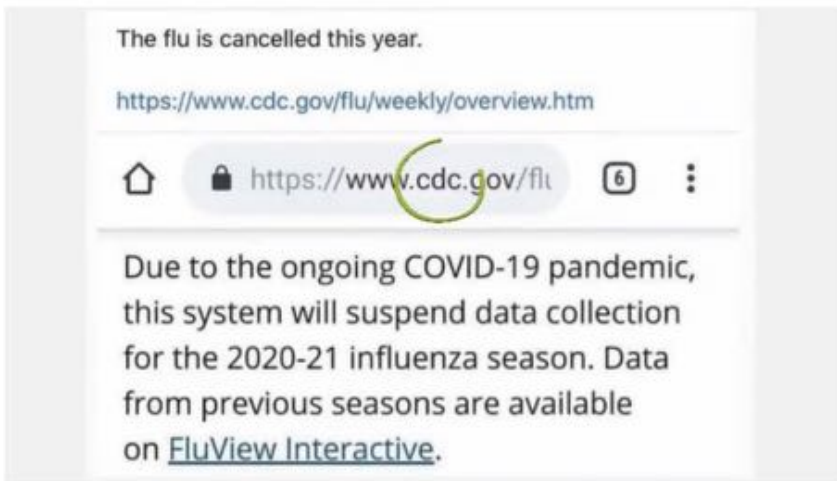 The flu is cancelled this year.
https://www.cdc.gov/flu/weekly/overview.htm
https://www.cdc.gov/flu 6
Due to the ongoing COVID-19 pandemic,
this system will suspend data collection
for the 2020-21 influenza season. Data
from previous seasons are available
on FluView Interactive.